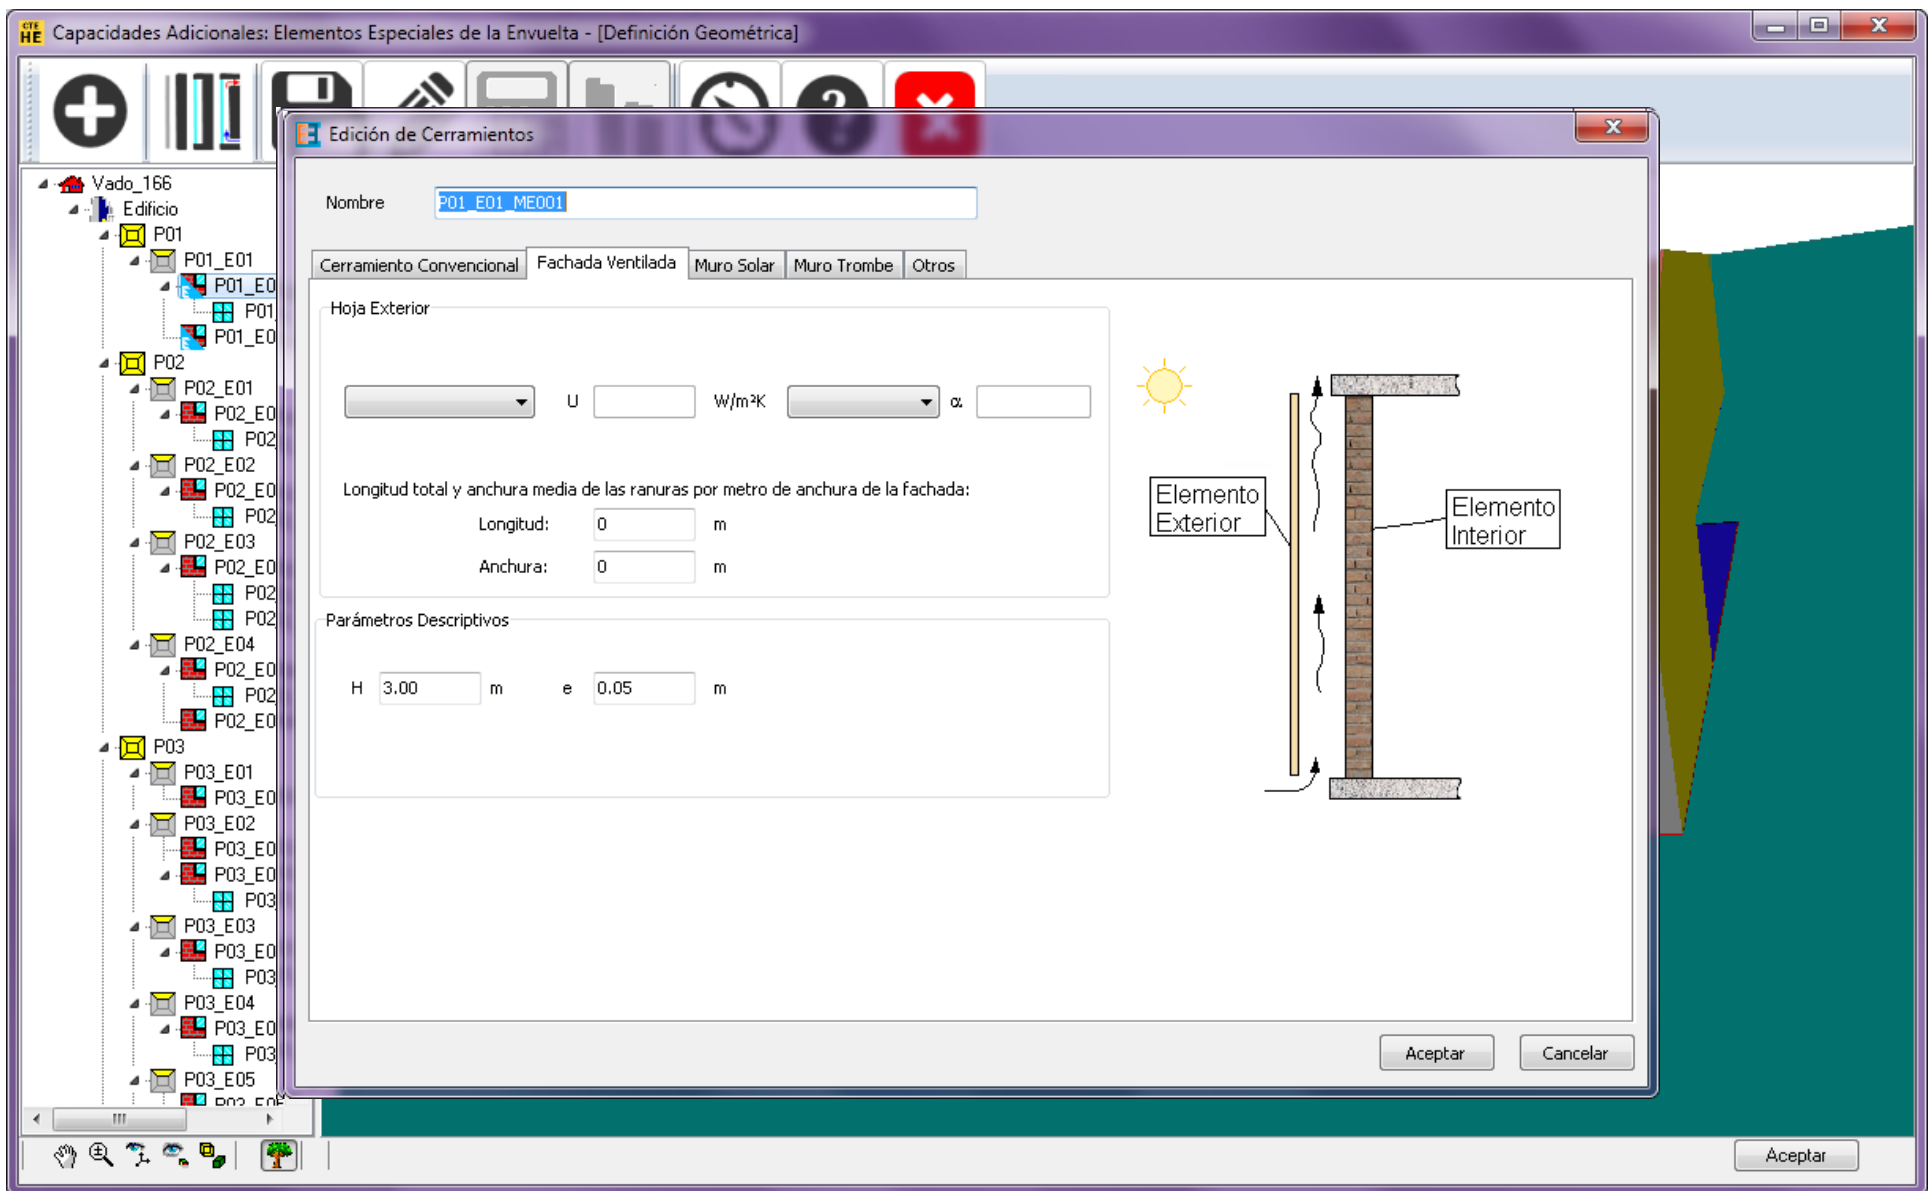 CTE HE Capacidades Adicionales: Elementos Especiales de la Envuelta - [Definición Geométrica]
Edición de Cerramientos
Vado_166
Edificio
P01
P01_E01
P01_E0
P01
P01_E0
P02
P02_E01
P02_E0
P02
P02_E02
P02_E0
P02
P02_E03
P02_E0
P02
P02
P02_E04
P02_E0
P02
P02_E0
P03
P03_E01
P03_E0
P03_E02
P03_E0
P03_E0
P03
P03_E03
P03_E0
P03
P03_E04
P03_E0
P03
P03_E05
Nombre P01_E01_ME001
Cerramiento Convencional Fachada Ventilada Muro Solar Muro Trombe Otros
Hoja Exterior
U W/m²K α
Longitud total y anchura media de las ranuras por metro de anchura de la fachada:
Longitud: 0 m
Anchura: 0 m
Parámetros Descriptivos
H 3.00 m e 0.05 m
Elemento
Exterior
Elemento
Interior
Aceptar Cancelar
Aceptar